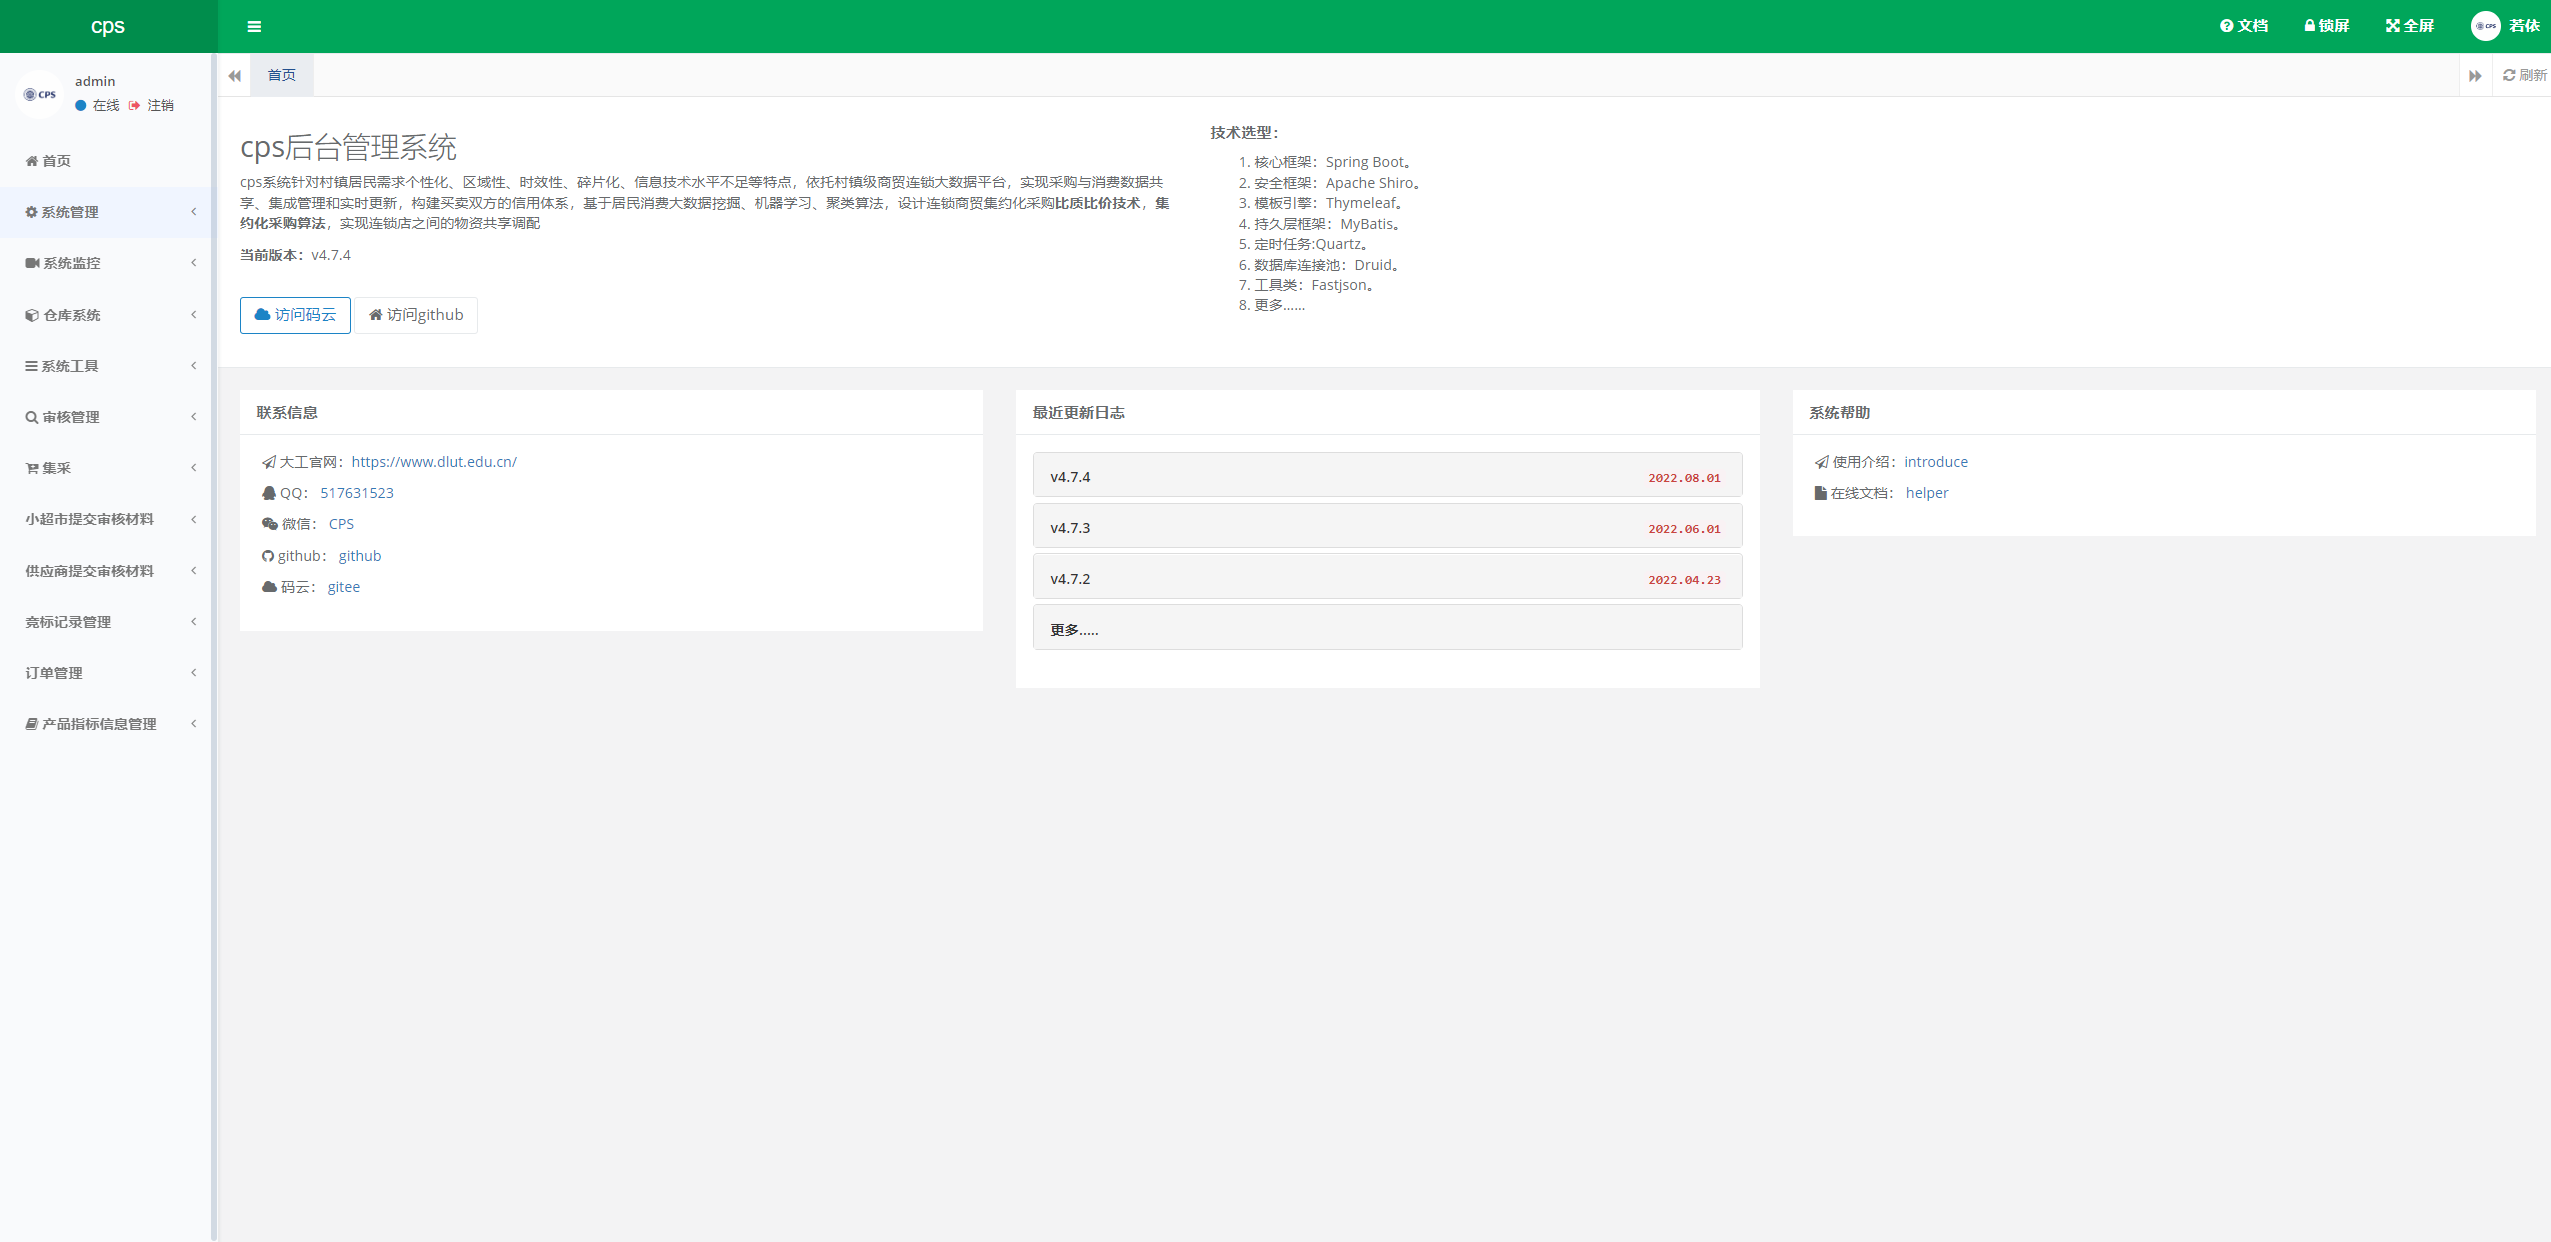 cps
文档
锁屏
全屏
CPS
若依
CPS
admin
在线
注销
首页
刷新
首页
系统管理
系统监控
仓库系统
系统工具
审核管理
集采
小超市提交审核材料
供应商提交审核材料
竞标记录管理
订单管理
产品指标信息管理
cps后台管理系统
cps系统针对村镇居民需求个性化、区域性、时效性、碎片化、信息技术水平不足等特点，依托村镇级商贸连锁大数据平台，实现采购与消费数据共
享、集成管理和实时更新，构建买卖双方的信用体系，基于居民消费大数据挖掘、机器学习、聚类算法，设计连锁商贸集约化采购比质比价技术，集
约化采购算法，实现连锁店之间的物资共享调配
当前版本：v4.7.4
访问码云
访问github
技术选型：
1. 核心框架：Spring Boot。
2. 安全框架：Apache Shiro。
3. 模板引擎：Thymeleaf。
4. 持久层框架：MyBatis。
5. 定时任务:Quartz。
6. 数据库连接池：Druid。
7. 工具类：Fastjson。
8. 更多……
联系信息
大工官网：https://www.dlut.edu.cn/
QQ： 517631523
微信： CPS
github： github
码云： gitee
最近更新日志
v4.7.4 2022.08.01
v4.7.3 2022.06.01
v4.7.2 2022.04.23
更多.....
系统帮助
使用介绍：introduce
在线文档： helper